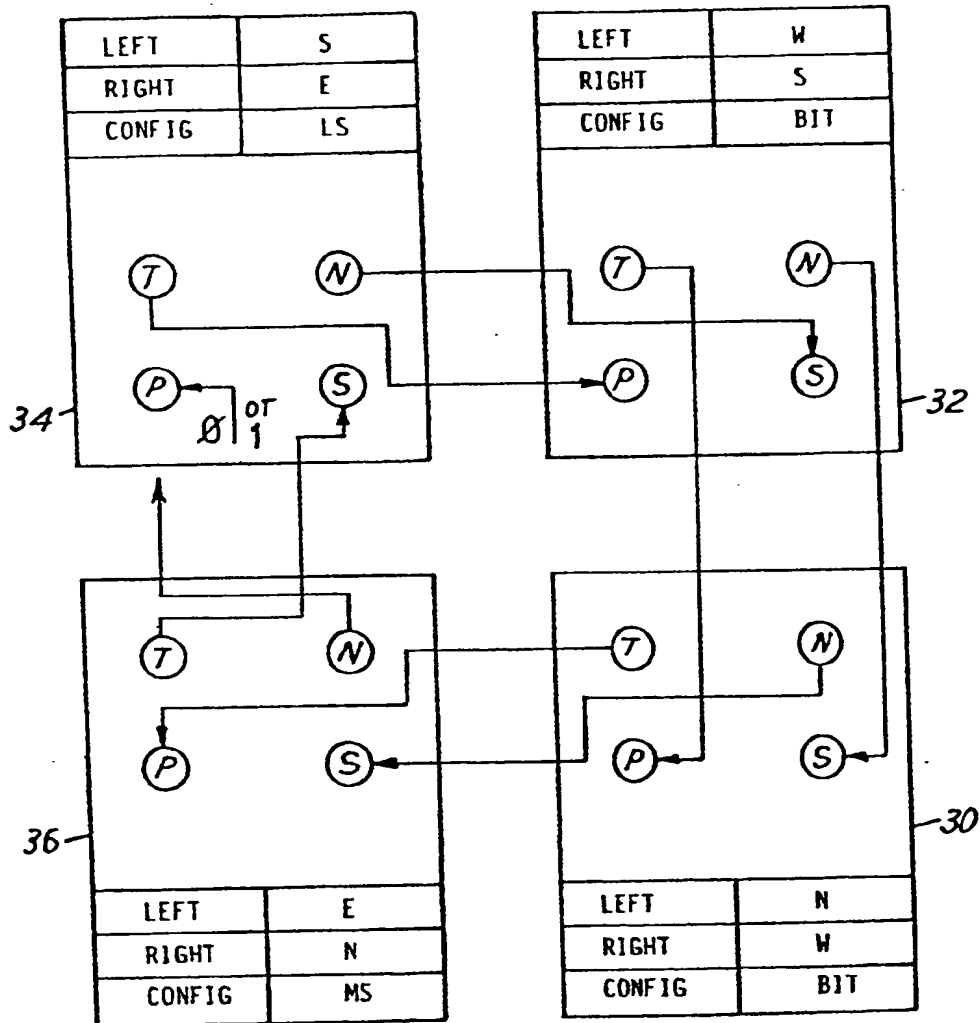 LEFT S
RIGHT E
CONFIG LS
LEFT W
RIGHT S
CONFIG BIT
T N
P S
Ø or 1
34
T N
P S
32
T N
P S
36
T N
P S
30
LEFT E
RIGHT N
CONFIG MS
LEFT N
RIGHT W
CONFIG BIT